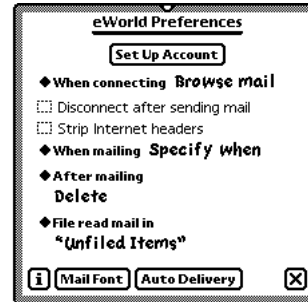 eWorld Preferences
Set Up Account
◆When connecting Browse mail
Disconnect after sending mail
Strip Internet headers
◆When mailing Specify when
◆After mailing
Delete
◆File read mail in
"Unfiled Items"
i Mail Font Auto Delivery X